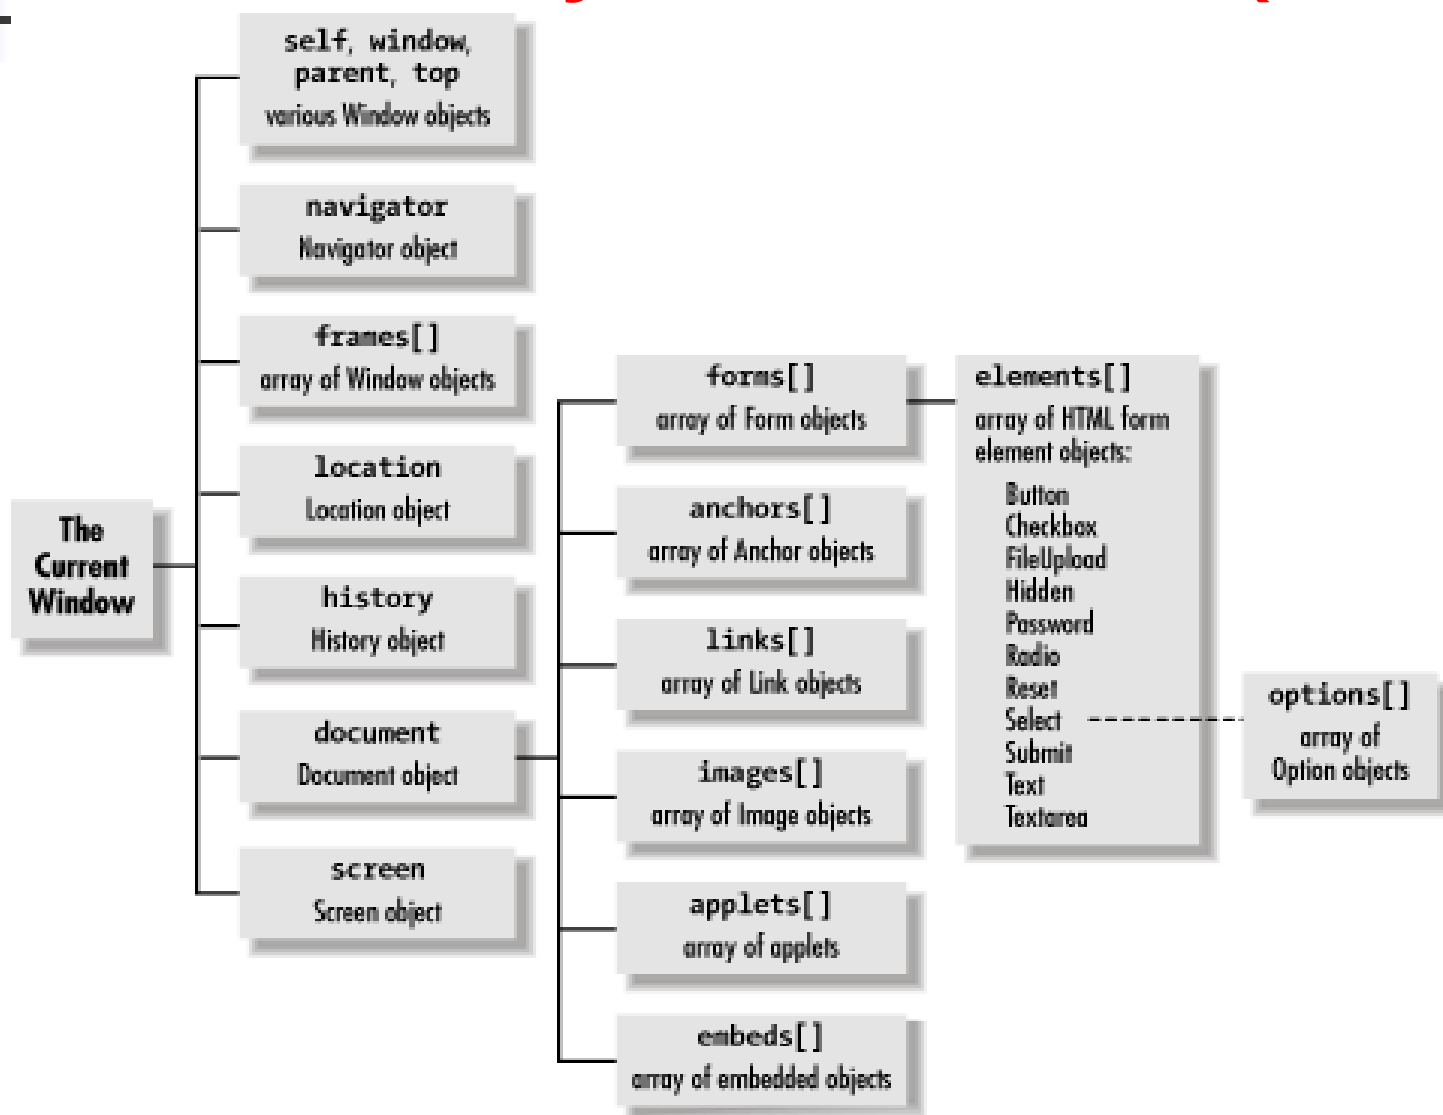 self, window,
parent, top
various Window objects
navigator
Navigator object
frames[]
array of Window objects
location
Location object
The
Current
Window
history
History object
document
Document object
screen
Screen object
forms[]
array of Form objects
anchors[]
array of Anchor objects
links[]
array of Link objects
images[]
array of Image objects
applets[]
array of applets
embeds[]
array of embedded objects
elements[]
array of HTML form
element objects:
Button
Checkbox
FileUpload
Hidden
Password
Radio
Reset
Select
Submit
Text
Textarea
options[]
array of
Option objects